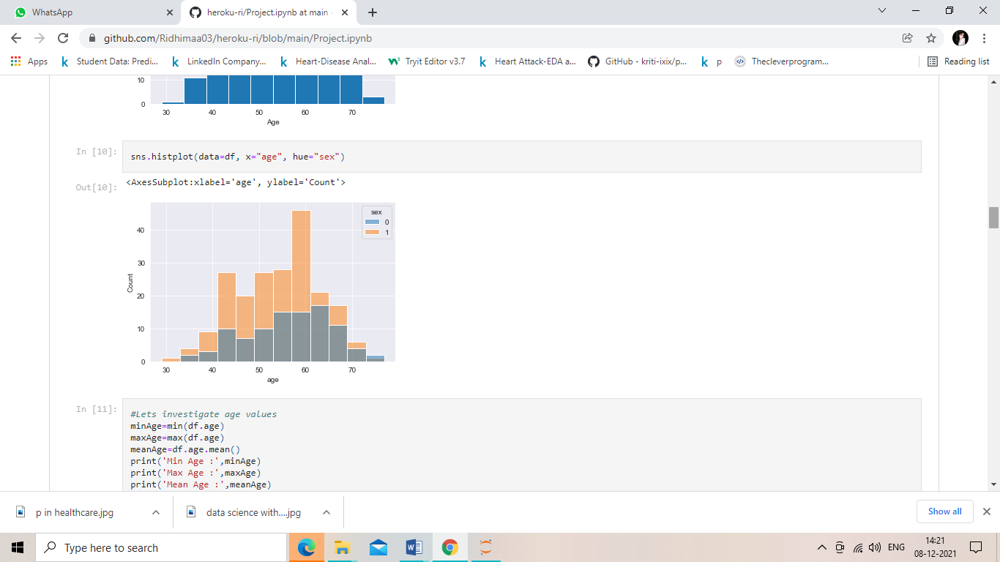 WhatsApp
heroku-ri/Project.ipynb at main ·
github.com/Ridhimaa03/heroku-ri/blob/main/Project.ipynb
Apps
Student Data: Predi...
LinkedIn Company...
Heart-Disease Anal...
Tryit Editor v3.7
Heart Attack-EDA a...
GitHub - kriti-ixix/p...
p
Thecleverprogram...
Reading list
10
0
30 40 50 60 70
Age
In [10]:
sns.histplot(data=df, x="age", hue="sex")
Out[10]:
<AxesSubplot:xlabel='age', ylabel='Count'>
sex
0
1
40
30
20
10
0
Count
30 40 50 60 70
age
In [11]:
#Lets investigate age values
minAge=min(df.age)
maxAge=max(df.age)
meanAge=df.age.mean()
print('Min Age :',minAge)
print('Max Age :',maxAge)
print('Mean Age :',meanAge)
p in healthcare.jpg
data science with....jpg
Show all
Type here to search
ENG
14:21
08-12-2021